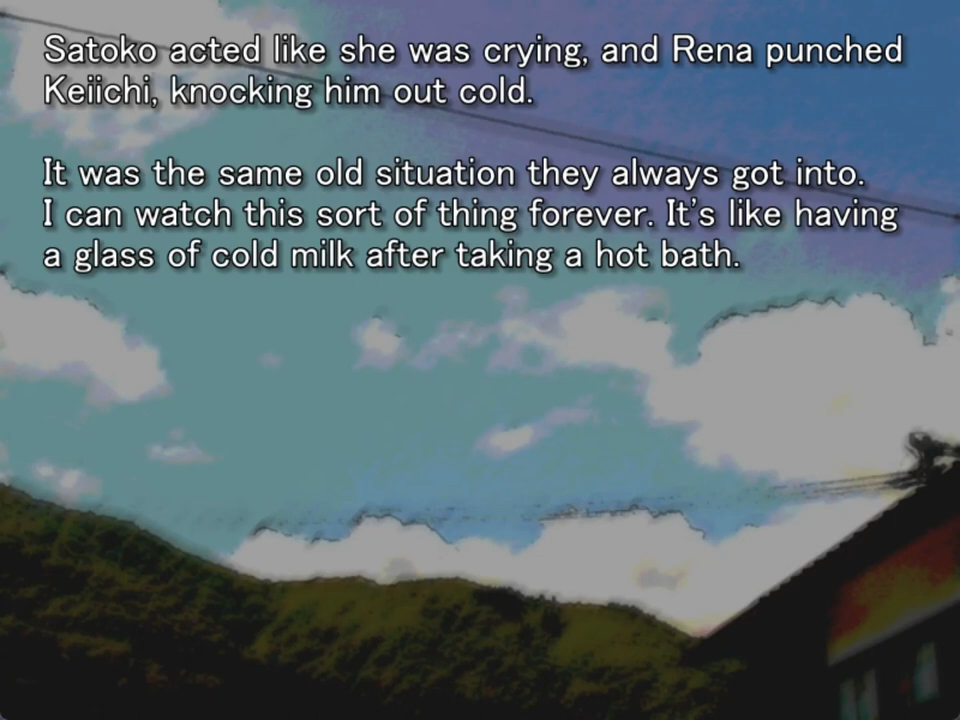 Satoko acted like she was crying, and Rena punched
Keiichi, knocking him out cold.
It was the same old situation they always got into.
I can watch this sort of thing forever. It's like having
a glass of cold milk after taking a hot bath.